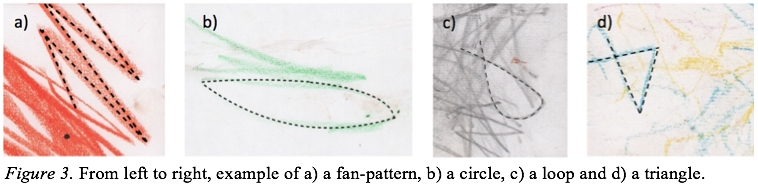 a) b) c) d)
Figure 3. From left to right, example of a) a fan-pattern, b) a circle, c) a loop and d) a triangle.